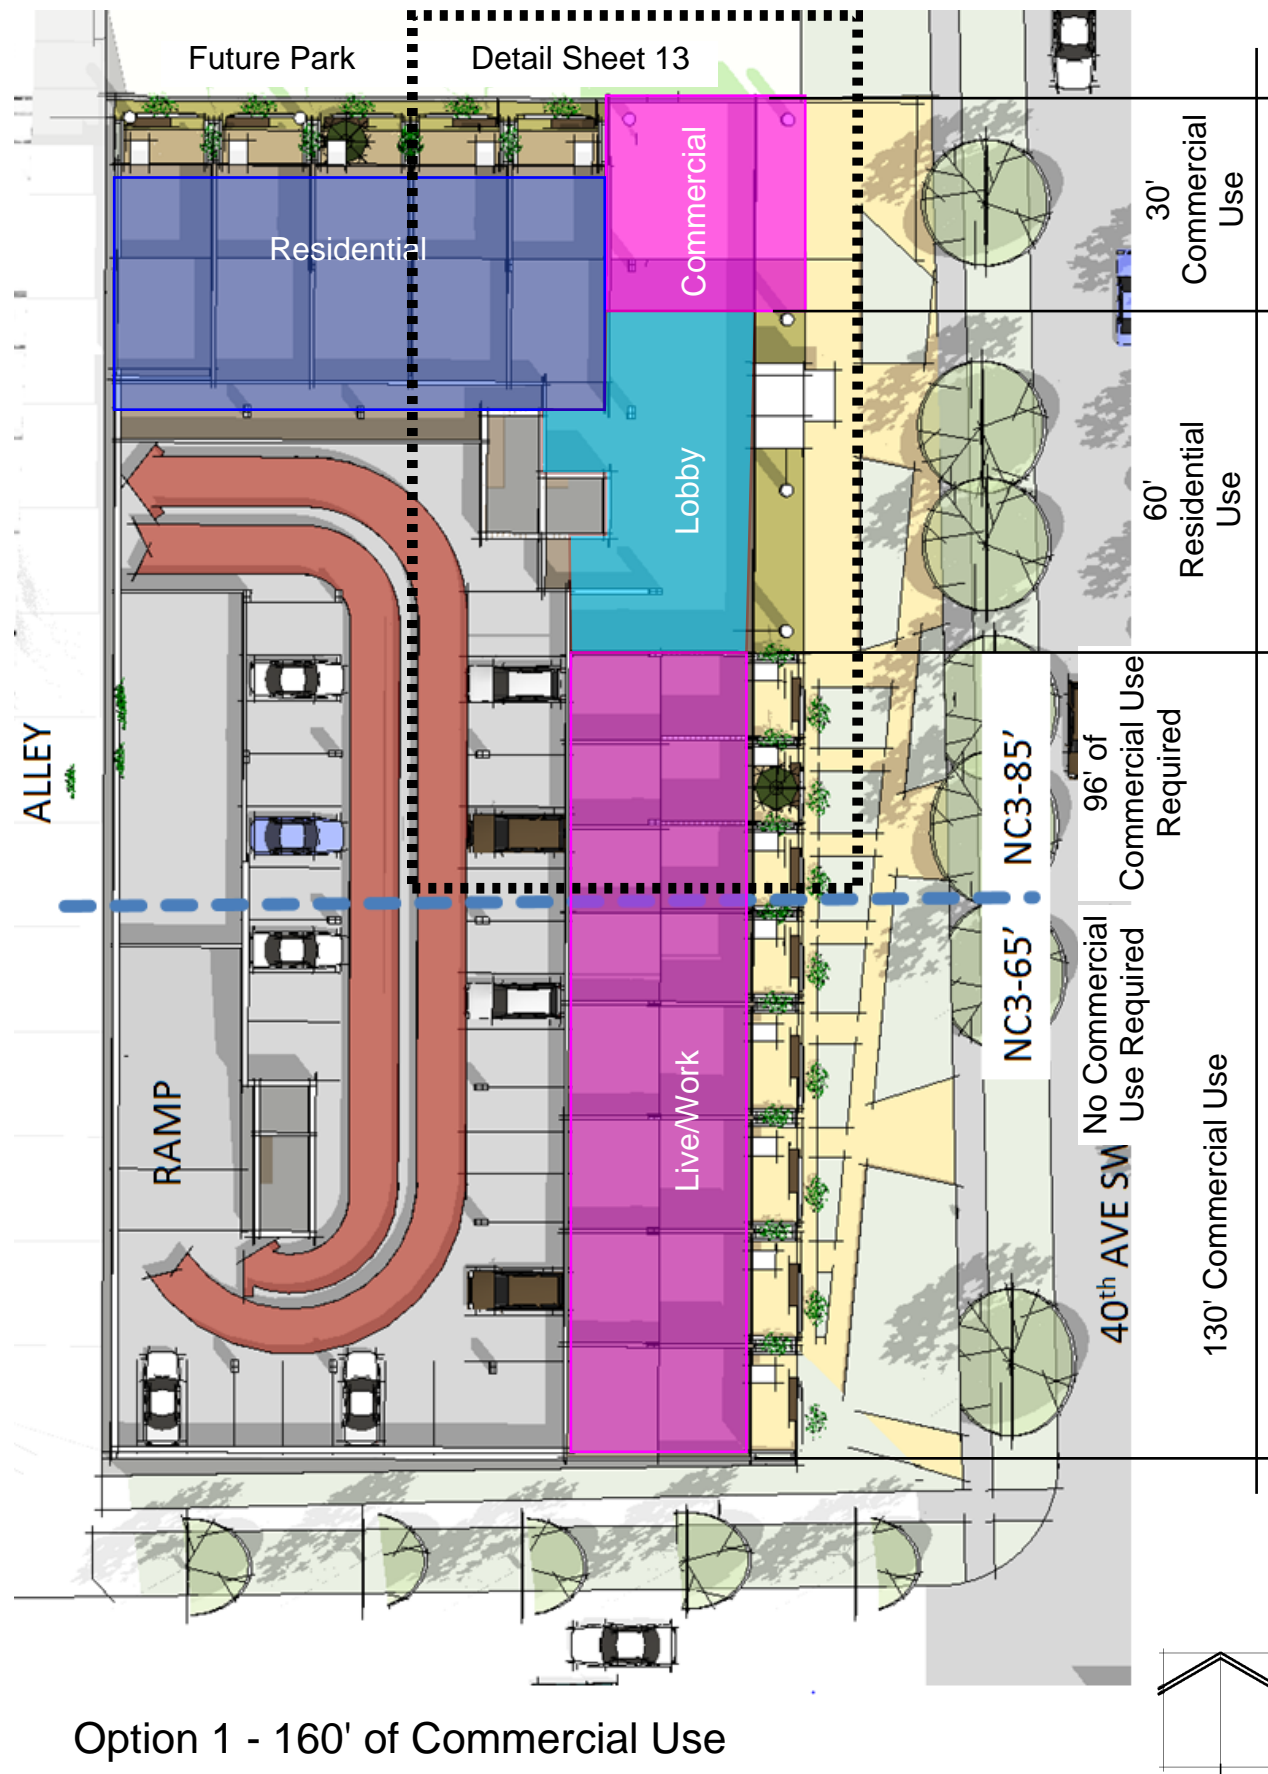 Future Park
Detail Sheet 13
Residential
Commercial
Lobby
Live/Work
ALLEY
RAMP
30'
Commercial
Use
60'
Residential
Use
96' of
Commercial Use
Required
NC3-85'
NC3-65'
No Commercial
Use Required
130' Commercial Use
40th AVE SW
Option 1 - 160' of Commercial Use